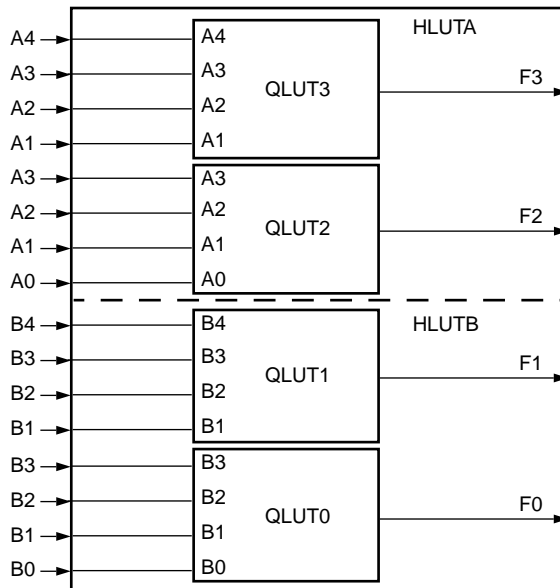 HLUTA
A4 A4
A3 A3 QLUT3 F3
A2 A2
A1 A1
A3 A3
A2 A2 QLUT2 F2
A1 A1
A0 A0
B4 B4 HLUTB
B3 B3 QLUT1 F1
B2 B2
B1 B1
B3 B3
B2 B2 QLUT0 F0
B1 B1
B0 B0